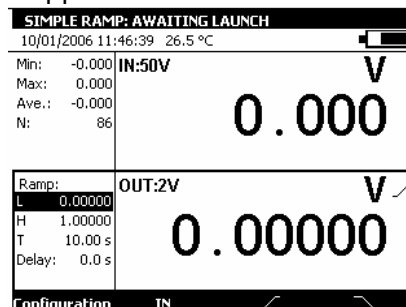 SIMPLE RAMP: AWAITING LAUNCH
10/01/2006 11:46:39 26.5 °C
Min: -0.000 IN:50V V
Max: 0.000
Ave.: -0.000
N: 86
0.000
Ramp: OUT:2V V
L 0.00000
H 1.00000
T 10.00 s
Delay: 0.0 s
0.00000
Configuration IN